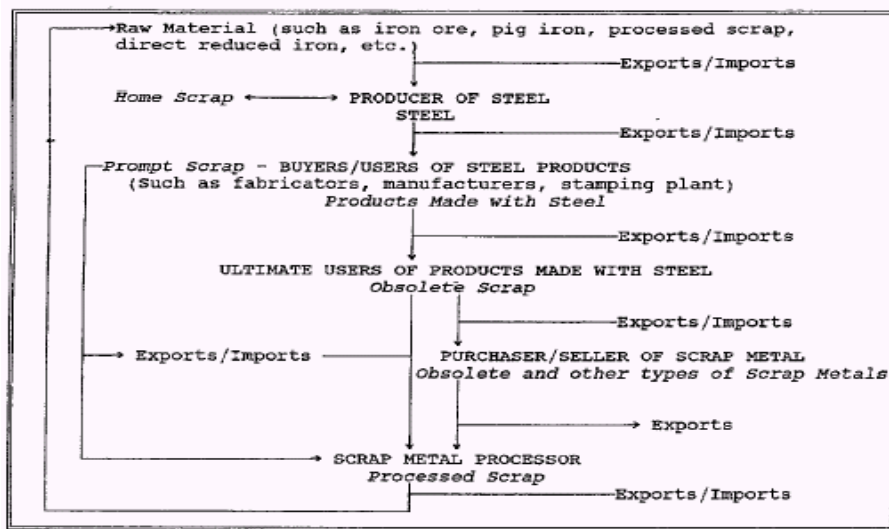 Raw Material (such as iron ore, pig iron, processed scrap,
direct reduced iron, etc.)
Exports/Imports
Home Scrap PRODUCER OF STEEL
STEEL
Exports/Imports
Prompt Scrap - BUYERS/USERS OF STEEL PRODUCTS
(Such as fabricators, manufacturers, stamping plant)
Products Made with Steel
Exports/Imports
ULTIMATE USERS OF PRODUCTS MADE WITH STEEL
Obsolete Scrap
Exports/Imports
Exports/Imports PURCHASER/SELLER OF SCRAP METAL
Obsolete and other types of Scrap Metals
Exports
SCRAP METAL PROCESSOR
Processed Scrap
Exports/Imports